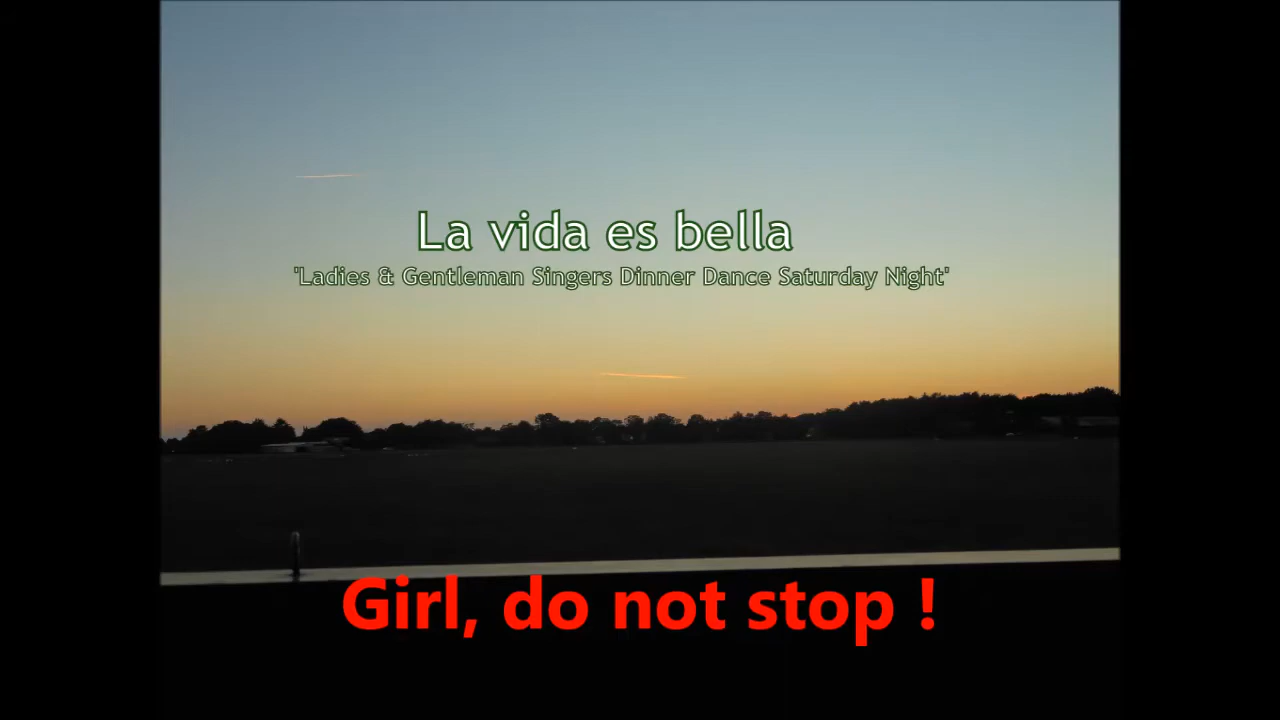 La vida es bella
'Ladies & Gentleman Singers Dinner Dance Saturday Night'
Girl, do not stop !